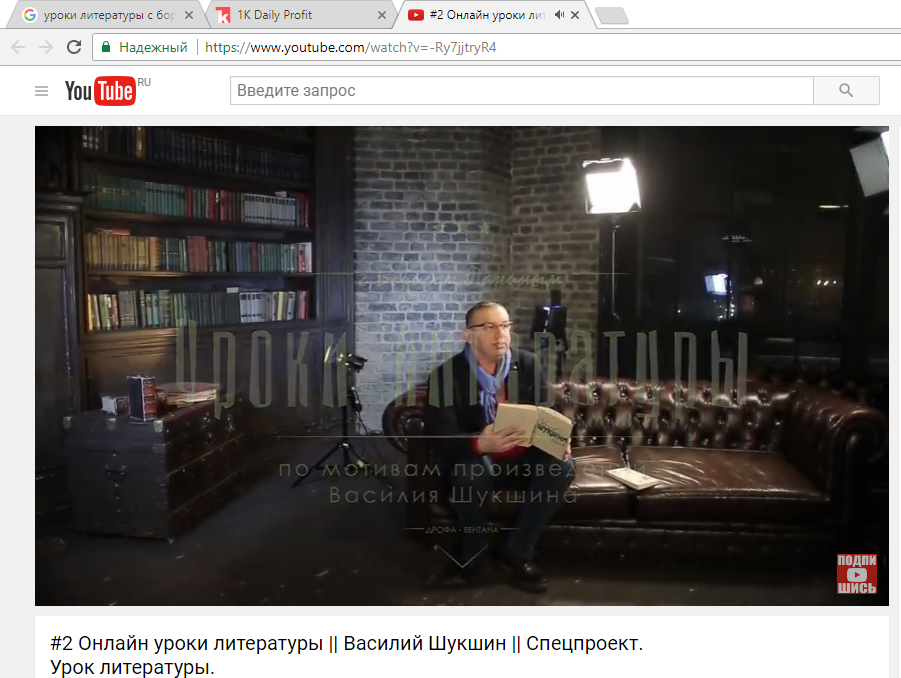 уроки литературы с бор
1K Daily Profit
#2 Онлайн уроки лит
Надежный
https://www.youtube.com/watch?v=-Ry7jjtryR4
YouTube RU
Введите запрос
Уроки литературы
по мотивам произведений
Василия Шукшина
ДРОФА - ВЕНТАНА
ПОДПИ
ШИСЬ
#2 Онлайн уроки литературы || Василий Шукшин || Спецпроект.
Урок литературы.